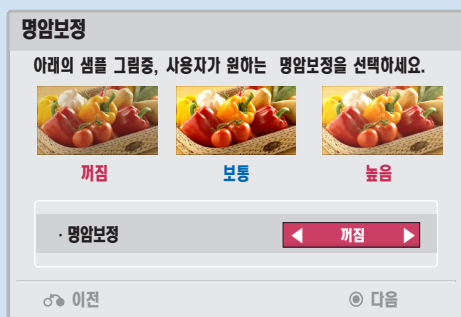 명암보정
아래의 샘플 그림중, 사용자가 원하는 명암보정을 선택하세요.
꺼짐 보통 높음
· 명암보정 ◀ 꺼짐 ▶
이전 ◉ 다음